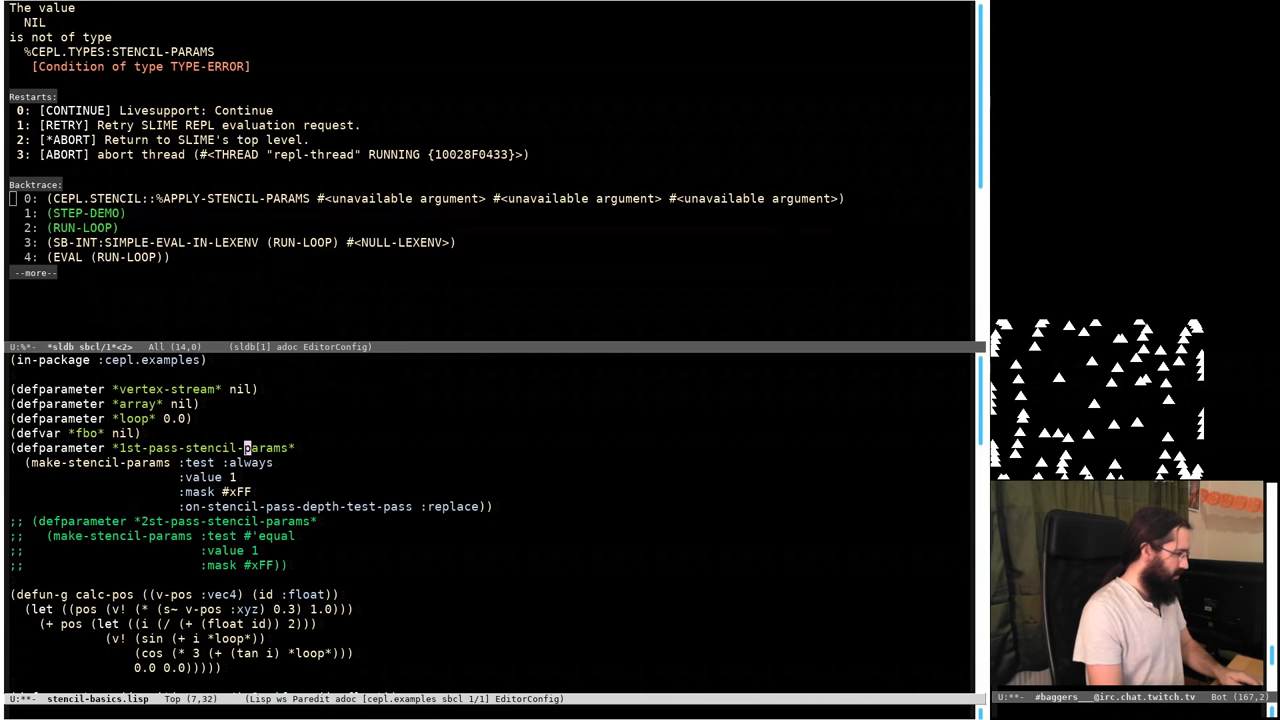 The value
  NIL
is not of type
  %CEPL.TYPES:STENCIL-PARAMS
   [Condition of type TYPE-ERROR]
Restarts:
 0: [CONTINUE] Livesupport: Continue
 1: [RETRY] Retry SLIME REPL evaluation request.
 2: [*ABORT] Return to SLIME's top level.
 3: [ABORT] abort thread (#<THREAD "repl-thread" RUNNING {10028F0433}>)
Backtrace:
  0: (CEPL.STENCIL::%APPLY-STENCIL-PARAMS #<unavailable argument> #<unavailable argument> #<unavailable argument>)
  1: (STEP-DEMO)
  2: (RUN-LOOP)
  3: (SB-INT:SIMPLE-EVAL-IN-LEXENV (RUN-LOOP) #<NULL-LEXENV>)
  4: (EVAL (RUN-LOOP))
 --more--
U:%*-  *sldb sbcl/1*<2>   All (14,0)     (sldb[1] adoc EditorConfig)
(in-package :cepl.examples)
(defparameter *vertex-stream* nil)
(defparameter *array* nil)
(defparameter *loop* 0.0)
(defvar *fbo* nil)
(defparameter *1st-pass-stencil-params*
  (make-stencil-params :test :always
                       :value 1
                       :mask #xFF
                       :on-stencil-pass-depth-test-pass :replace))
;; (defparameter *2st-pass-stencil-params*
;;   (make-stencil-params :test #'equal
;;                        :value 1
;;                        :mask #xFF))
(defun-g calc-pos ((v-pos :vec4) (id :float))
  (let ((pos (v! (* (s~ v-pos :xyz) 0.3) 1.0)))
    (+ pos (let ((i (/ (+ (float id)) 2)))
             (v! (sin (+ i *loop*))
                 (cos (* 3 (+ (tan i) *loop*)))
                 0.0 0.0)))))
U:**-  stencil-basics.lisp   Top (7,32)     (Lisp ws Paredit adoc [cepl.examples sbcl 1/1] EditorConfig)
U:**-  #baggers___@irc.chat.twitch.tv   Bot (167,2)